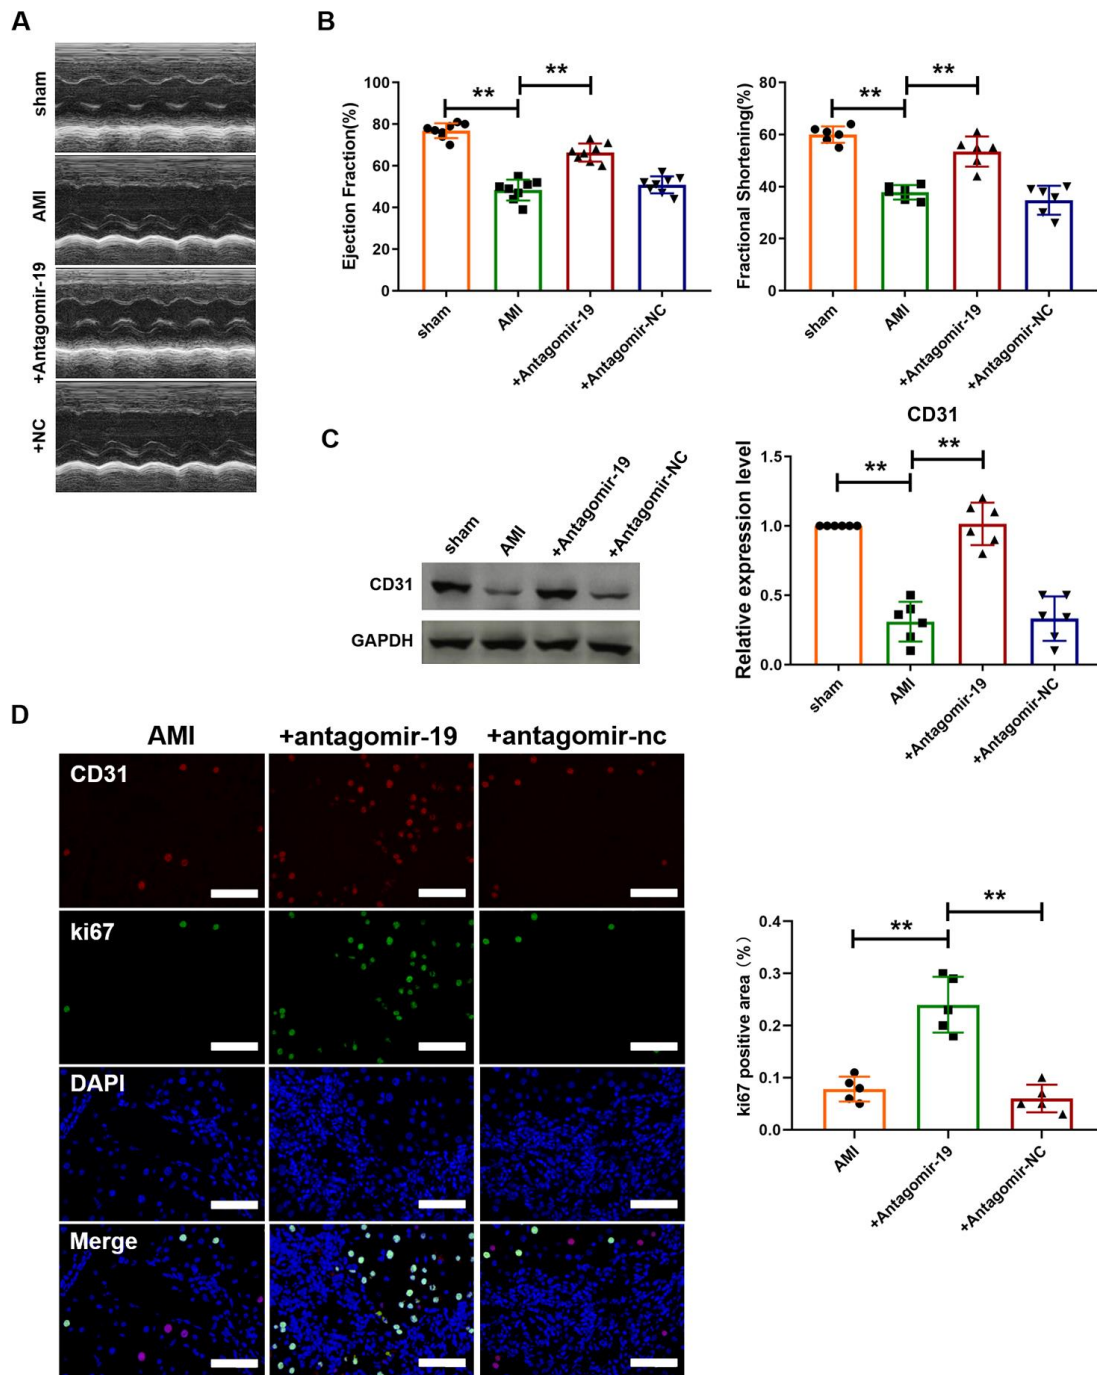 A
sham
AMI
+Antagomir-19
+NC
B
Ejection Fraction(%)
100
80
60
40
20
0
**
**
sham
AMI
+Antagomir-19
+Antagomir-NC
Fractional Shortening(%)
80
60
40
20
0
**
**
sham
AMI
+Antagomir-19
+Antagomir-NC
C
sham
AMI
+Antagomir-19
+Antagomir-NC
CD31
GAPDH
CD31
Relative expression level
1.5
1.0
0.5
0.0
**
**
sham
AMI
+Antagomir-19
+Antagomir-NC
D
AMI
+antagomir-19
+antagomir-nc
CD31
ki67
DAPI
Merge
ki67 positive area (%)
0.4
0.3
0.2
0.1
0.0
**
**
AMI
+Antagomir-19
+Antagomir-NC